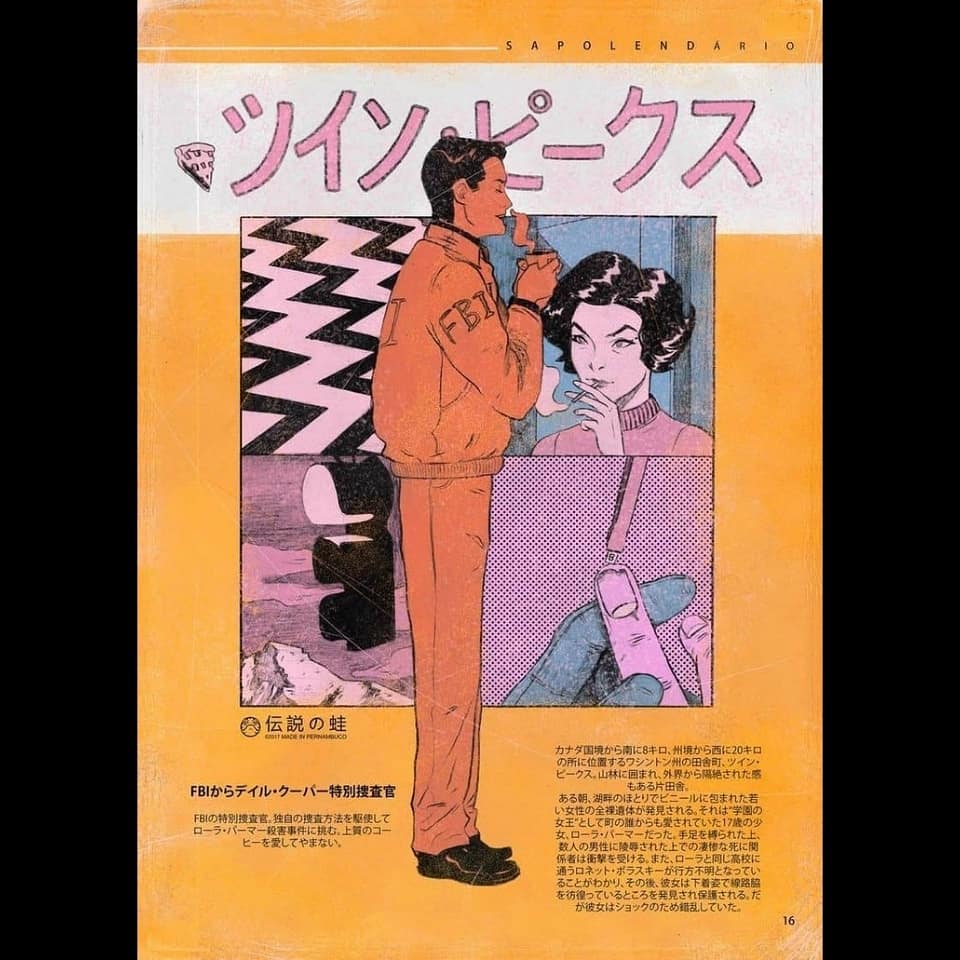 SAPOLENDÁRIO
ツイン・ピークス
I
FBI
B
伝説の蛙
©2017 MADE IN PERNAMBUCO
FBIからデイル・クーパー特別捜査官
FBIの特別捜査官。独自の捜査方法を駆使して
ローラ・パーマー殺害事件に挑む。上質のコー
ヒーを愛してやまない。
カナダ国境から南に8キロ、州境から西に20キロ
の所に位置するワシントン州の田舎町、ツイン・
ピークス。山林に囲まれ、外界から隔絶された感
もある片田舎。
ある朝、湖畔のほとりでビニールに包まれた若
い女性の全裸遺体が発見される。それは“学園の
女王”として町の誰からも愛されていた17歳の少
女、ローラ・パーマーだった。手足を縛られた上、
数人の男性に陵辱された上での凄惨な死に関
係者は衝撃を受ける。また、ローラと同じ高校に
通うロネット・ポラスキーが行方不明となってい
ることがわかり、その後、彼女は下着姿で線路脇
を彷徨っているところを発見され保護される。だ
が彼女はショックのため錯乱していた。
16